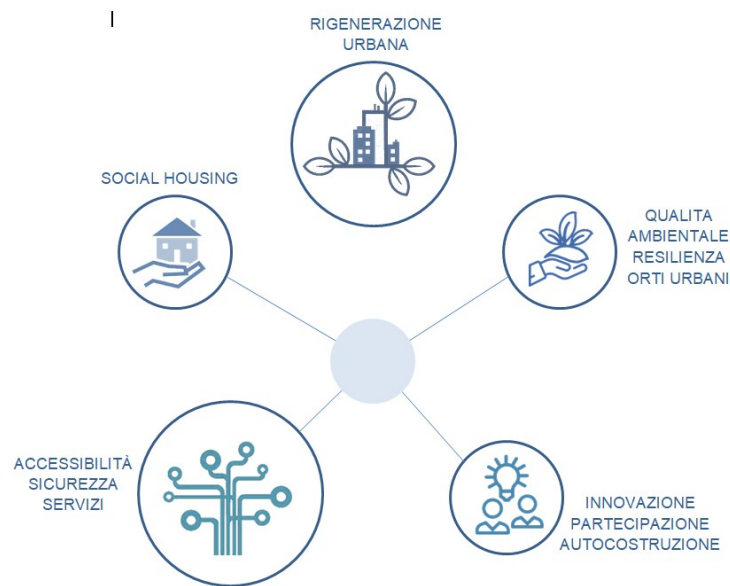 RIGENERAZIONE
URBANA
SOCIAL HOUSING
QUALITA
AMBIENTALE
RESILIENZA
ORTI URBANI
ACCESSIBILITÀ
SICUREZZA
SERVIZI
INNOVAZIONE
PARTECIPAZIONE
AUTOCOSTRUZIONE